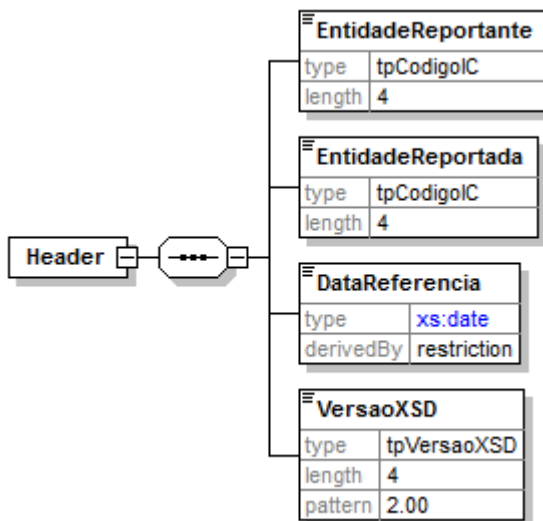 EntidadeReportante
type tpCodigoIC
length 4
EntidadeReportada
type tpCodigoIC
length 4
Header
DataReferencia
type xs:date
derivedBy restriction
VersaoXSD
type tpVersaoXSD
length 4
pattern 2.00